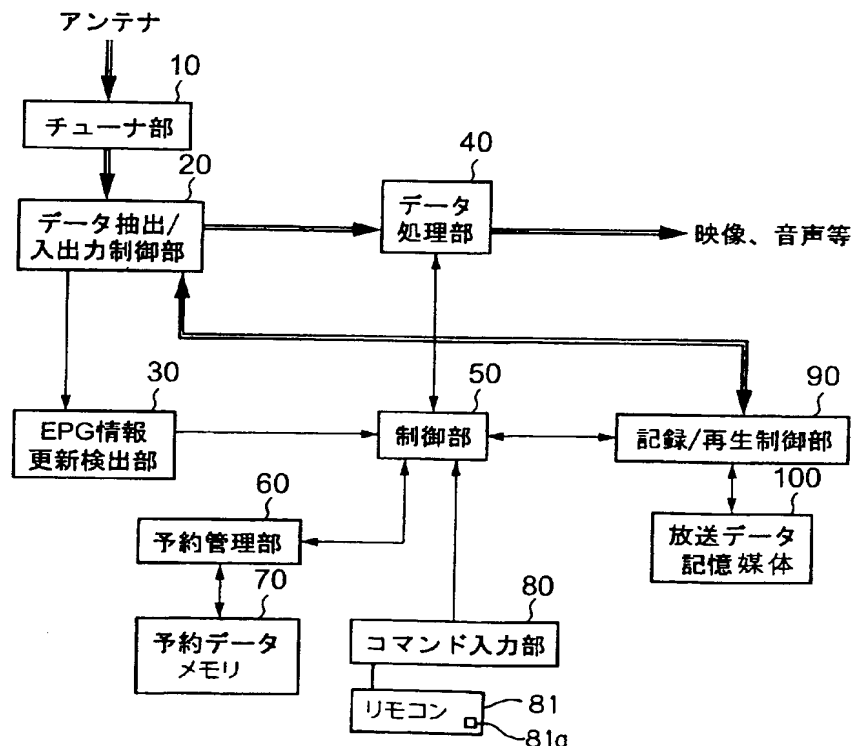 アンテナ
10
チューナ部
20
データ抽出/
入出力制御部
40
データ
処理部
映像、音声等
30
EPG情報
更新検出部
50
制御部
90
記録/再生制御部
100
放送データ
記憶媒体
60
予約管理部
70
予約データ
メモリ
80
コマンド入力部
リモコン
81
81a